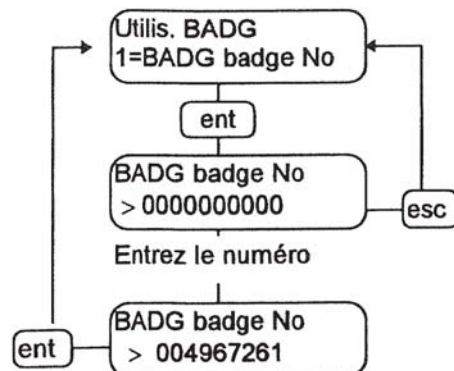 Utilis. BADG
1=BADG badge No
ent
BADG badge No
> 0000000000
esc
Entrez le numéro
BADG badge No
> 004967261
ent